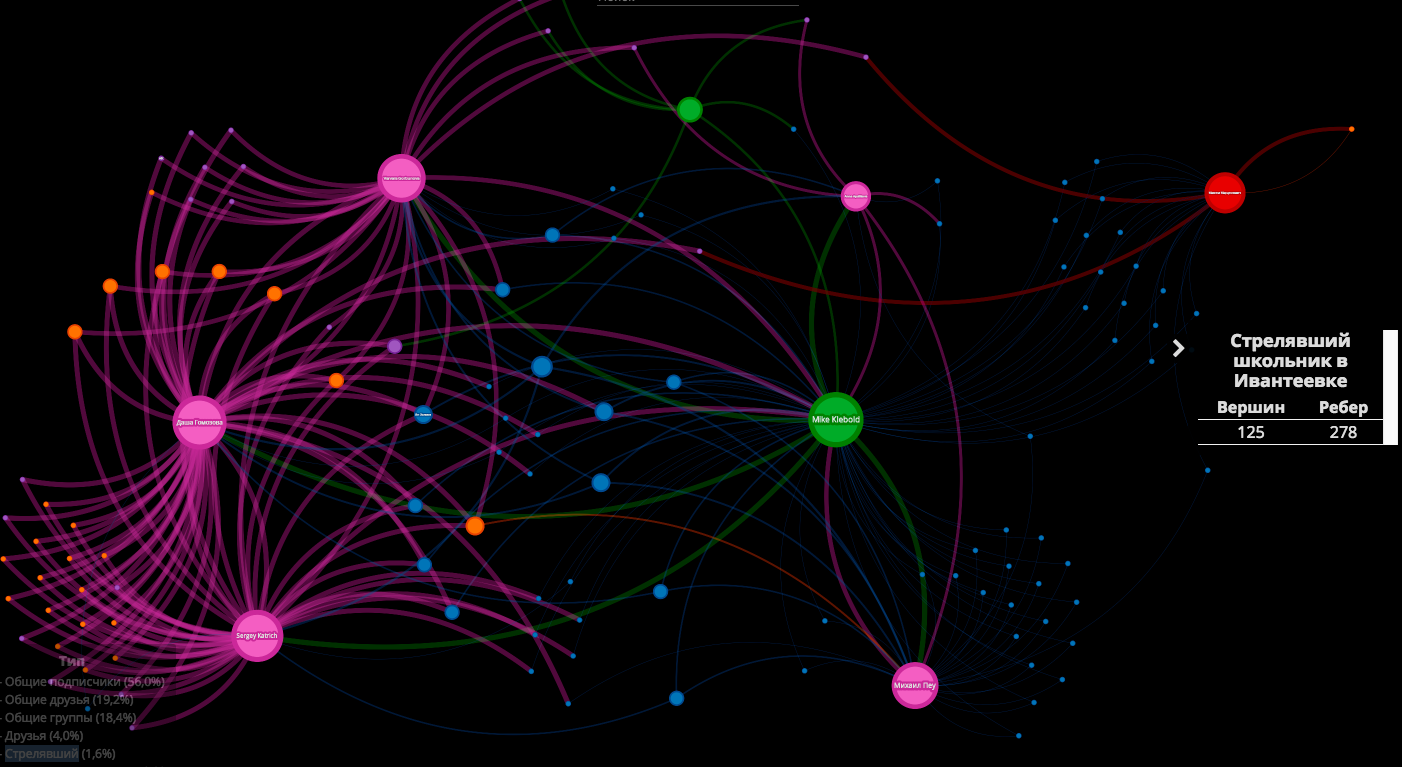 Даша Гомозова
Mike Klebold
Sergey Katrich
Михаил Пеу
Стрелявший
школьник в
Ивантеевке
Вершин Ребер
125 278
Тип
- Общие подписчики (56,0%)
- Общие друзья (19,2%)
- Общие группы (18,4%)
- Друзья (4,0%)
- Стрелявший (1,6%)